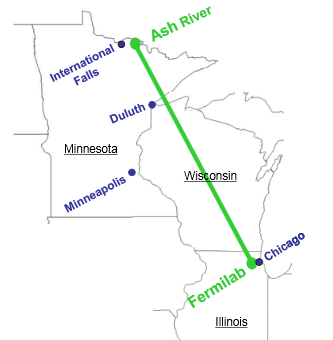 Ash River
International
Falls
Duluth
Minnesota
Wisconsin
Minneapolis
Chicago
Fermilab
Illinois